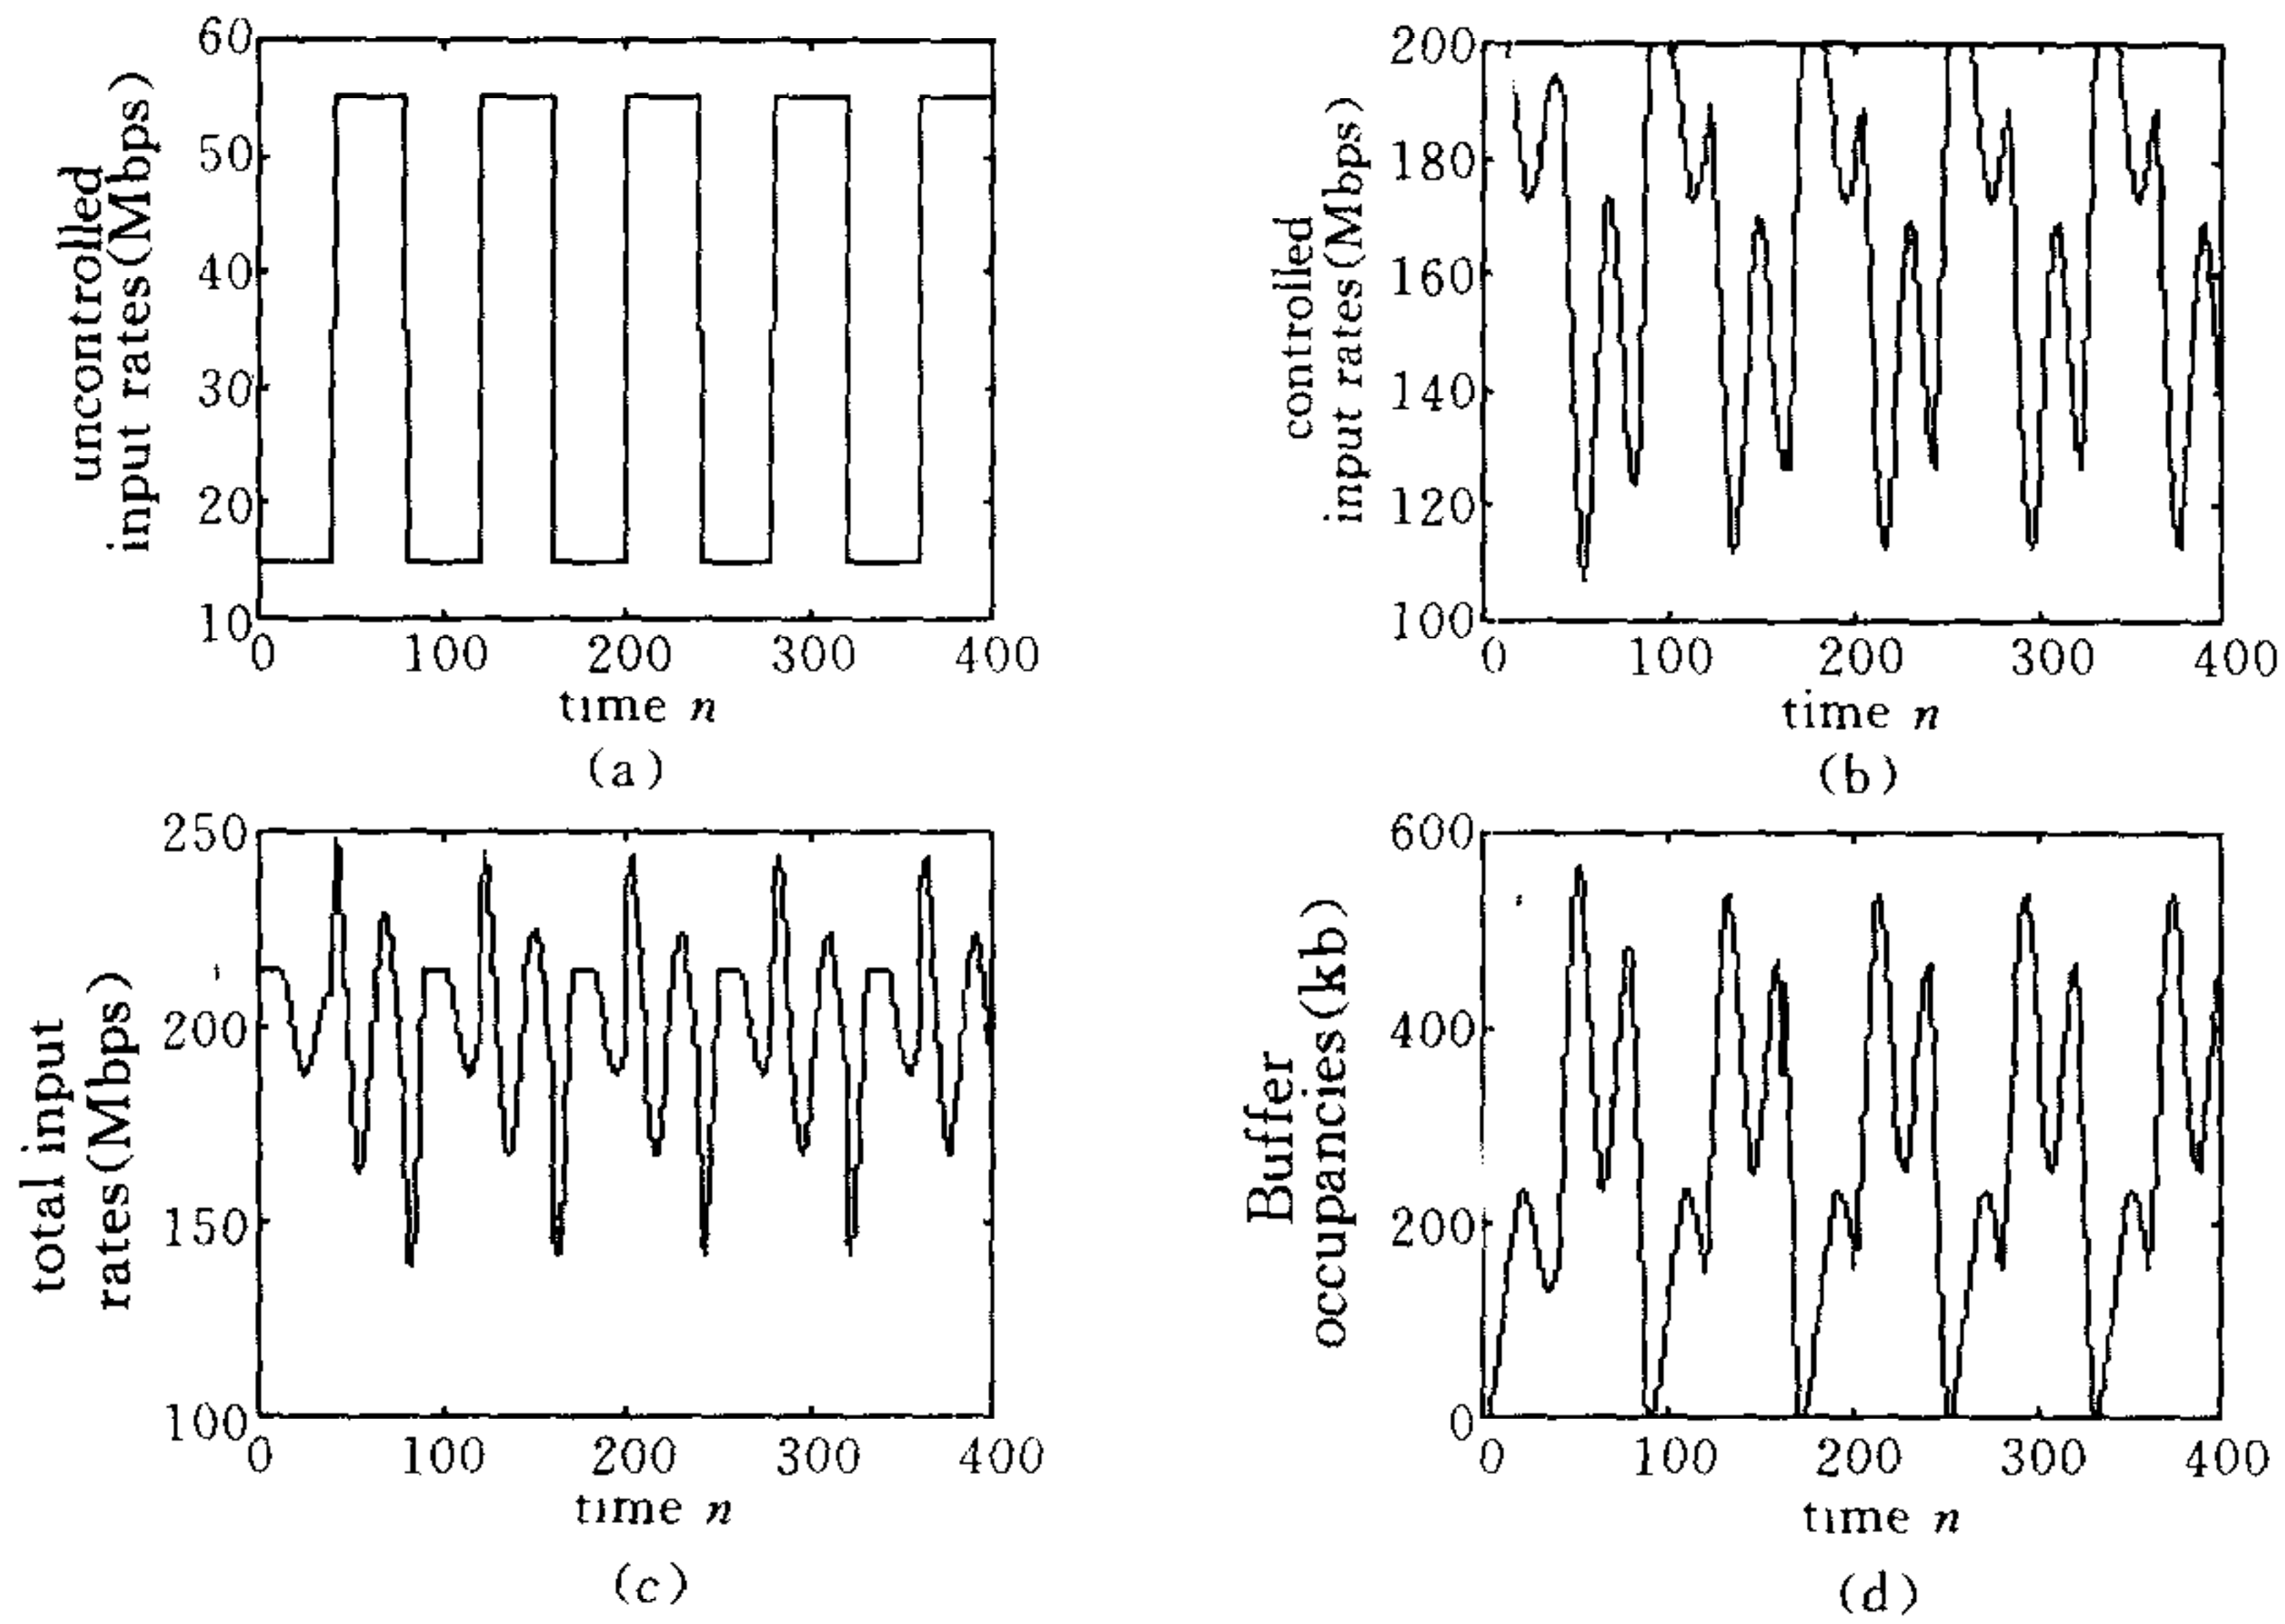 60
50
40
30
20
10
0
100
200
300
400
uncontrolled
input rates(Mbps)
time n
(a)
200
180
160
140
120
100
0
100
200
300
400
controlled
input rates(Mbps)
time n
(b)
250
200
150
100
0
100
200
300
400
total input
rates(Mbps)
time n
(c)
600
400
200
0
0
100
200
300
400
Buffer
occupancies(kb)
time n
(d)